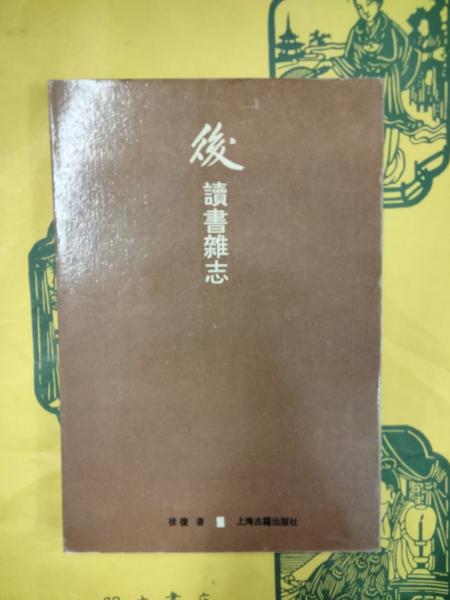 後
讀書雜志
徐復 著 上海古籍出版社